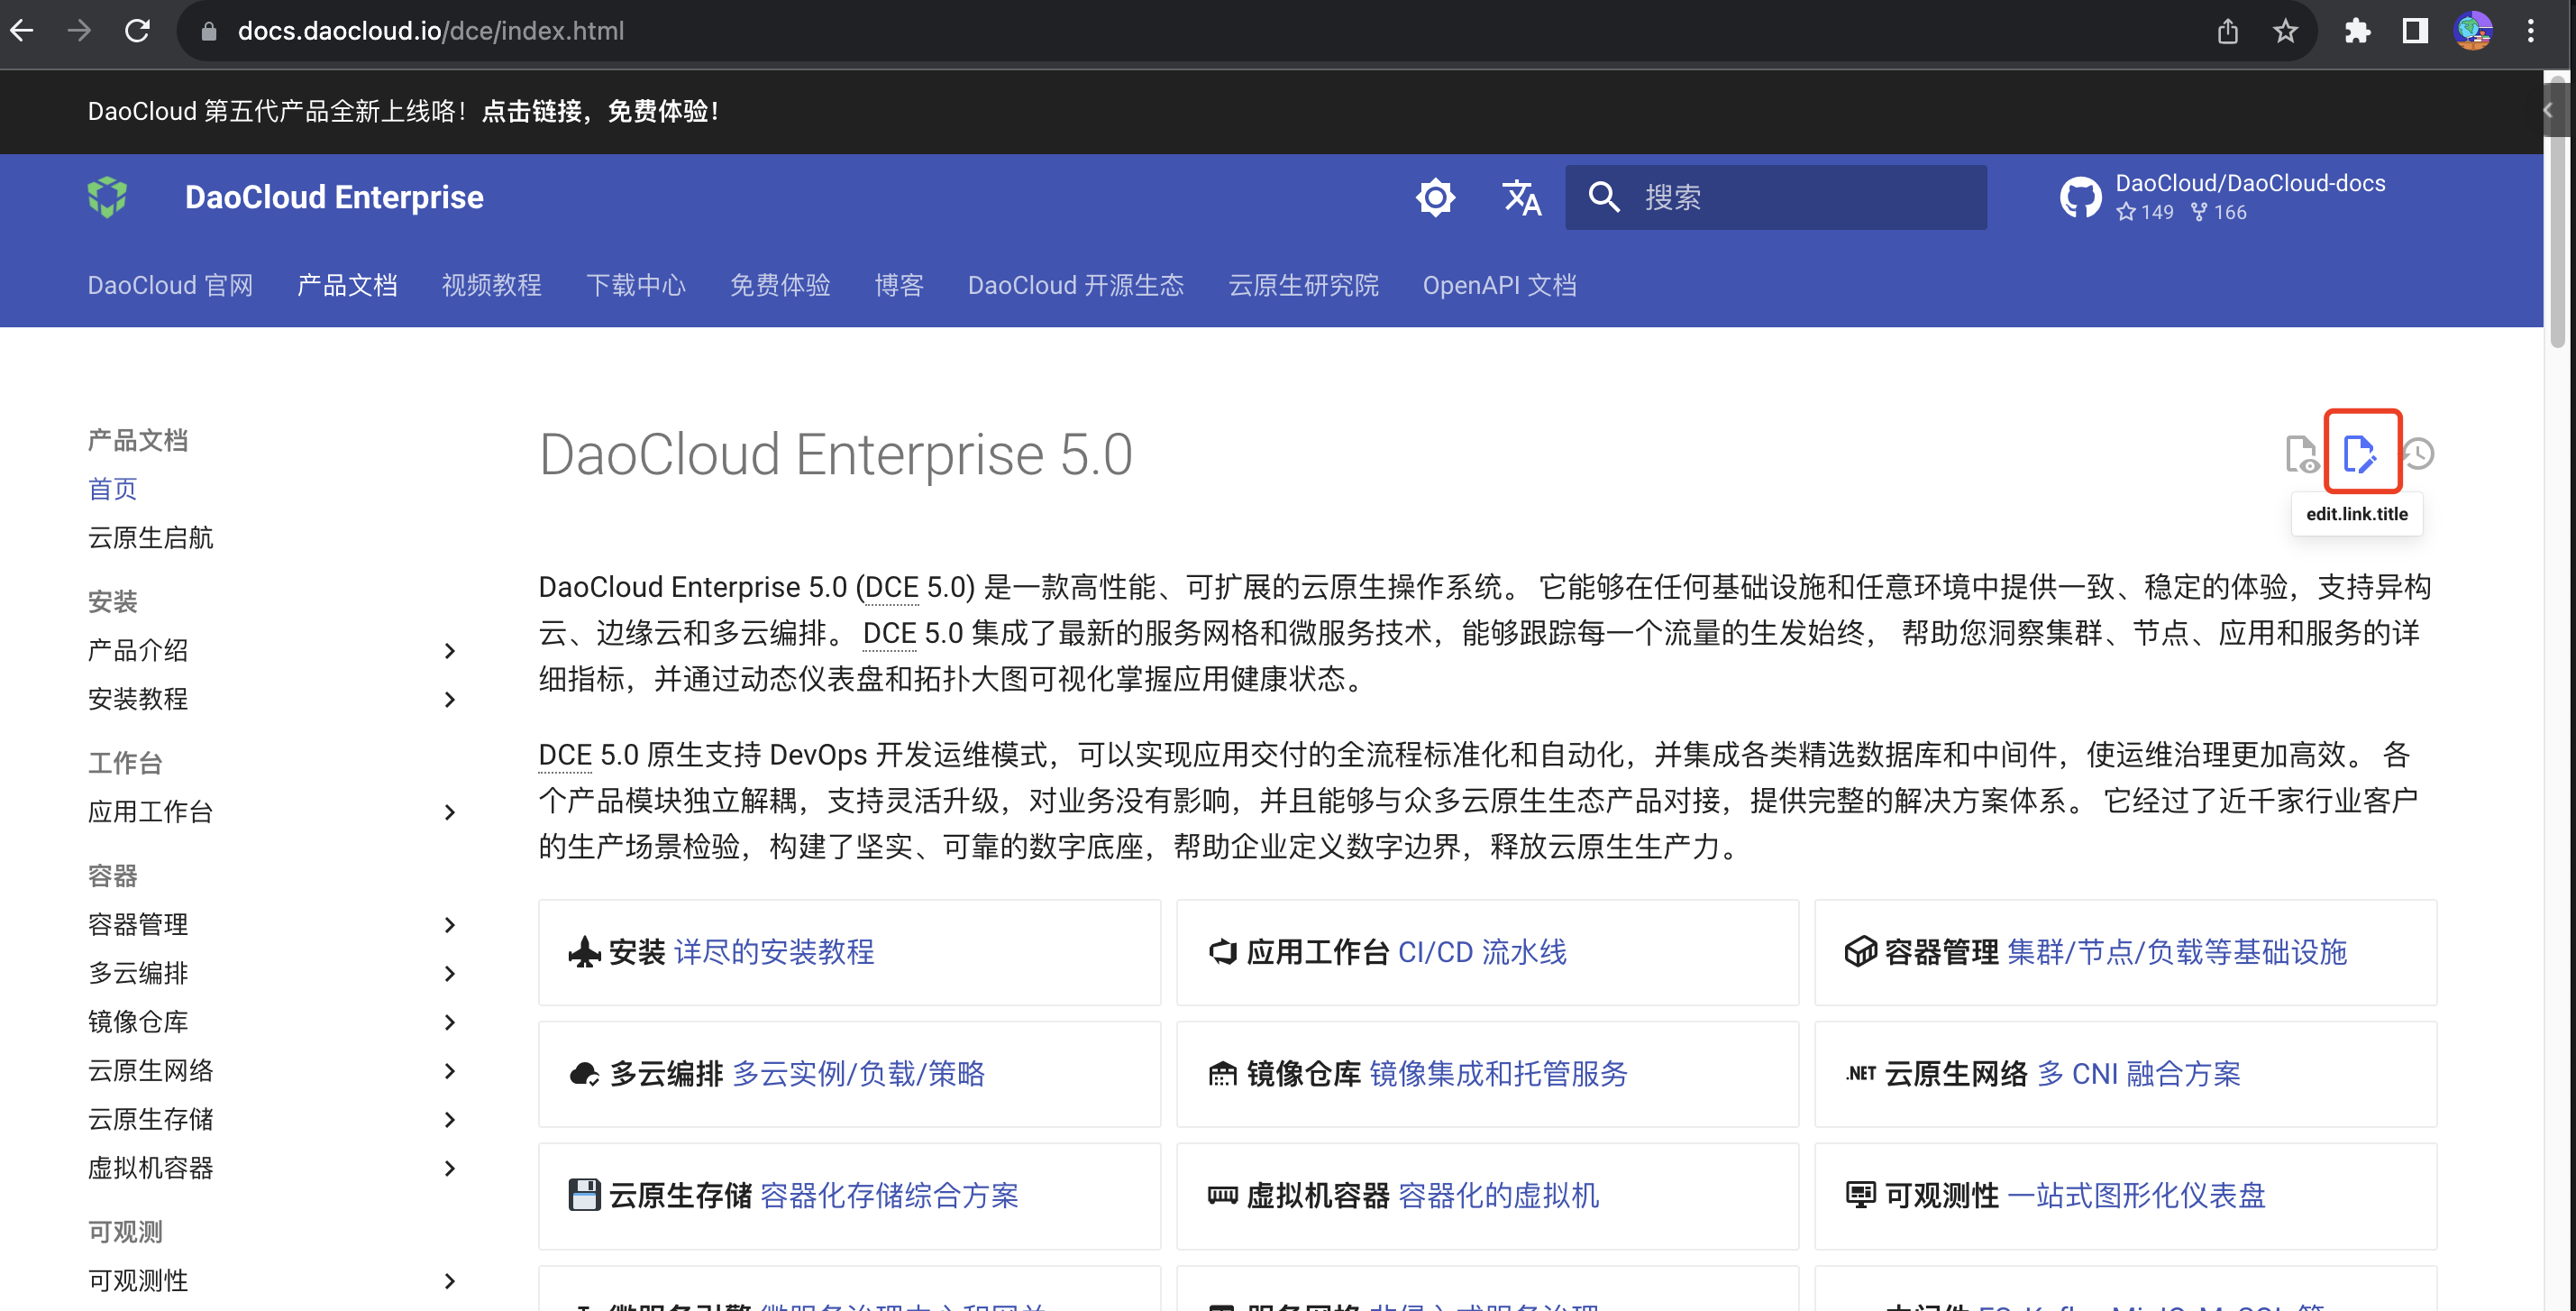 docs.daocloud.io/dce/index.html
DaoCloud 第五代产品全新上线咯！点击链接，免费体验！
DaoCloud Enterprise
搜索
DaoCloud/DaoCloud-docs
149 166
DaoCloud 官网 产品文档 视频教程 下载中心 免费体验 博客 DaoCloud 开源生态 云原生研究院 OpenAPI 文档
产品文档
首页
云原生启航
安装
产品介绍
安装教程
工作台
应用工作台
容器
容器管理
多云编排
镜像仓库
云原生网络
云原生存储
虚拟机容器
可观测
可观测性
DaoCloud Enterprise 5.0
edit.link.title
DaoCloud Enterprise 5.0 (DCE 5.0) 是一款高性能、可扩展的云原生操作系统。 它能够在任何基础设施和任意环境中提供一致、稳定的体验，支持异构
云、边缘云和多云编排。 DCE 5.0 集成了最新的服务网格和微服务技术，能够跟踪每一个流量的生发始终， 帮助您洞察集群、节点、应用和服务的详
细指标，并通过动态仪表盘和拓扑大图可视化掌握应用健康状态。
DCE 5.0 原生支持 DevOps 开发运维模式，可以实现应用交付的全流程标准化和自动化，并集成各类精选数据库和中间件，使运维治理更加高效。 各
个产品模块独立解耦，支持灵活升级，对业务没有影响，并且能够与众多云原生生态产品对接，提供完整的解决方案体系。 它经过了近千家行业客户
的生产场景检验，构建了坚实、可靠的数字底座，帮助企业定义数字边界，释放云原生生产力。
安装 详尽的安装教程
应用工作台 CI/CD 流水线
容器管理 集群/节点/负载等基础设施
多云编排 多云实例/负载/策略
镜像仓库 镜像集成和托管服务
.NET 云原生网络 多 CNI 融合方案
云原生存储 容器化存储综合方案
虚拟机容器 容器化的虚拟机
可观测性 一站式图形化仪表盘